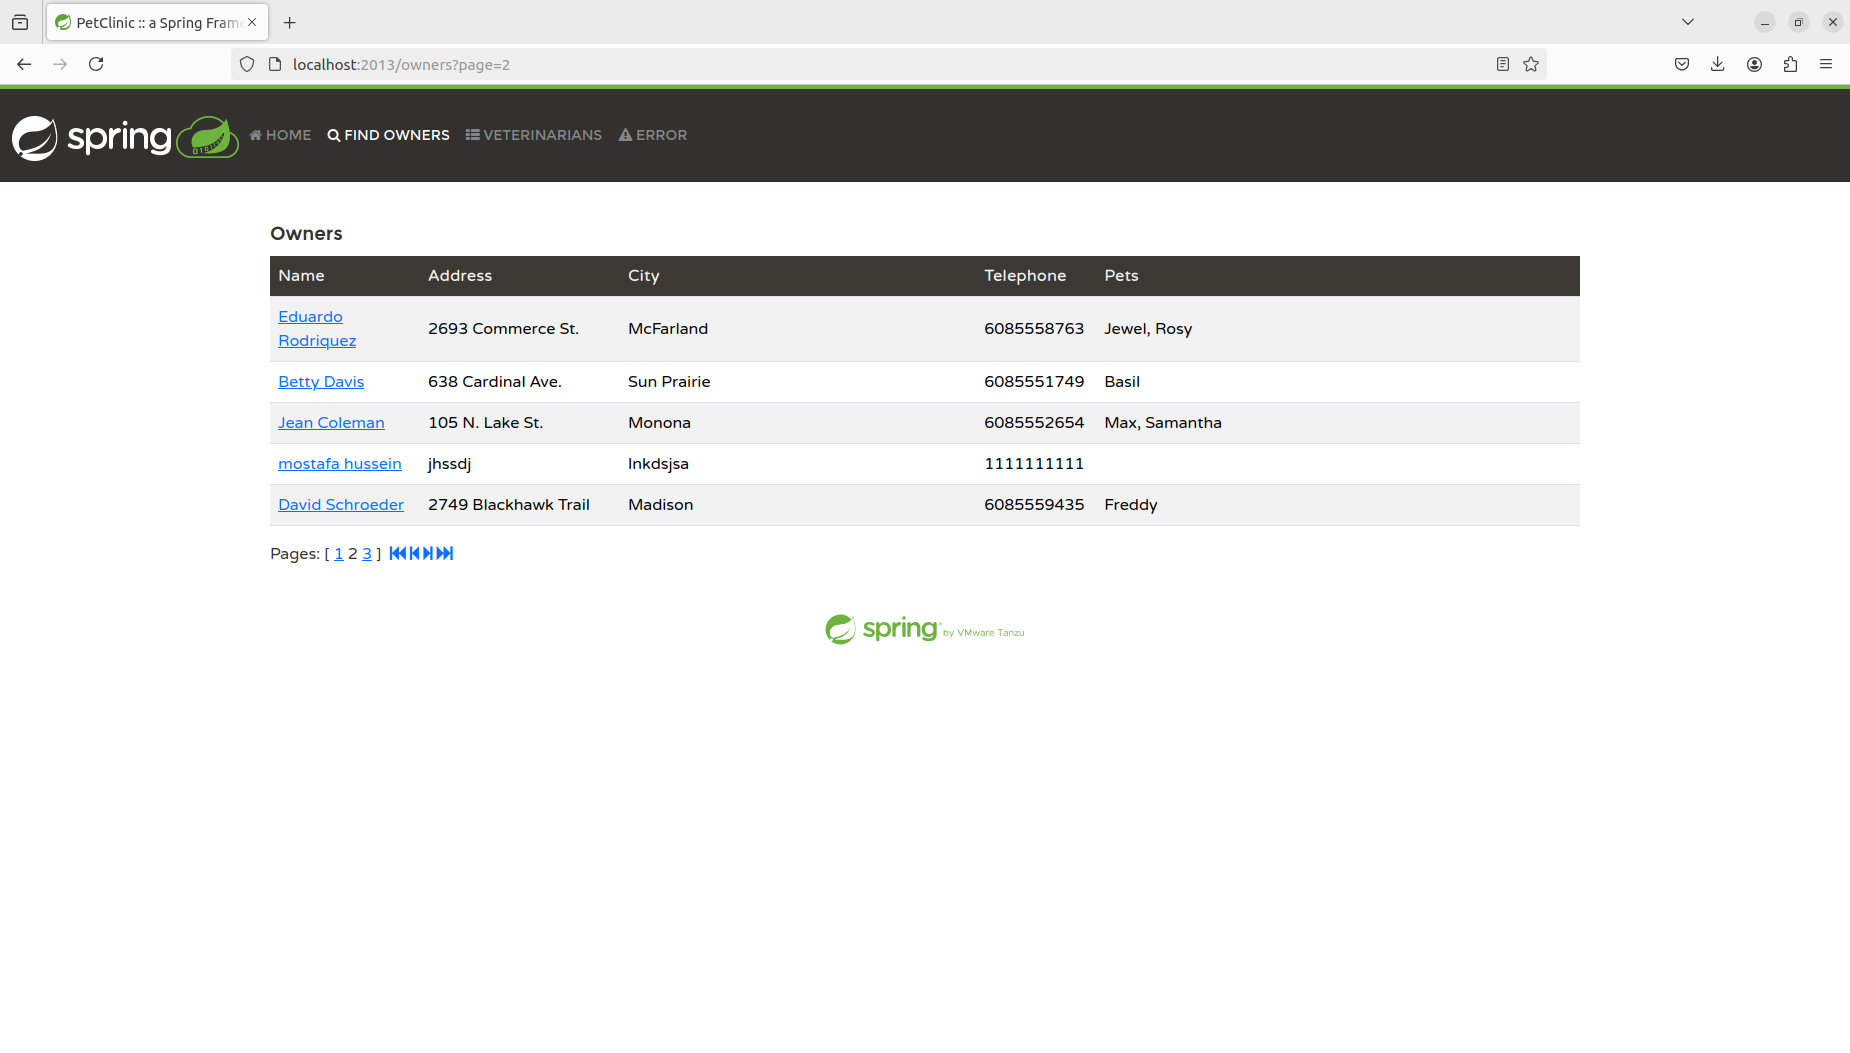 PetClinic :: a Spring Fram
localhost:2013/owners?page=2
spring HOME FIND OWNERS VETERINARIANS ERROR
Owners
Name Address City Telephone Pets
Eduardo
Rodriquez 2693 Commerce St. McFarland 6085558763 Jewel, Rosy
Betty Davis 638 Cardinal Ave. Sun Prairie 6085551749 Basil
Jean Coleman 105 N. Lake St. Monona 6085552654 Max, Samantha
mostafa hussein jhssdj lnkdsjsa 1111111111
David Schroeder 2749 Blackhawk Trail Madison 6085559435 Freddy
Pages: [ 1 2 3 ]
spring by VMware Tanzu